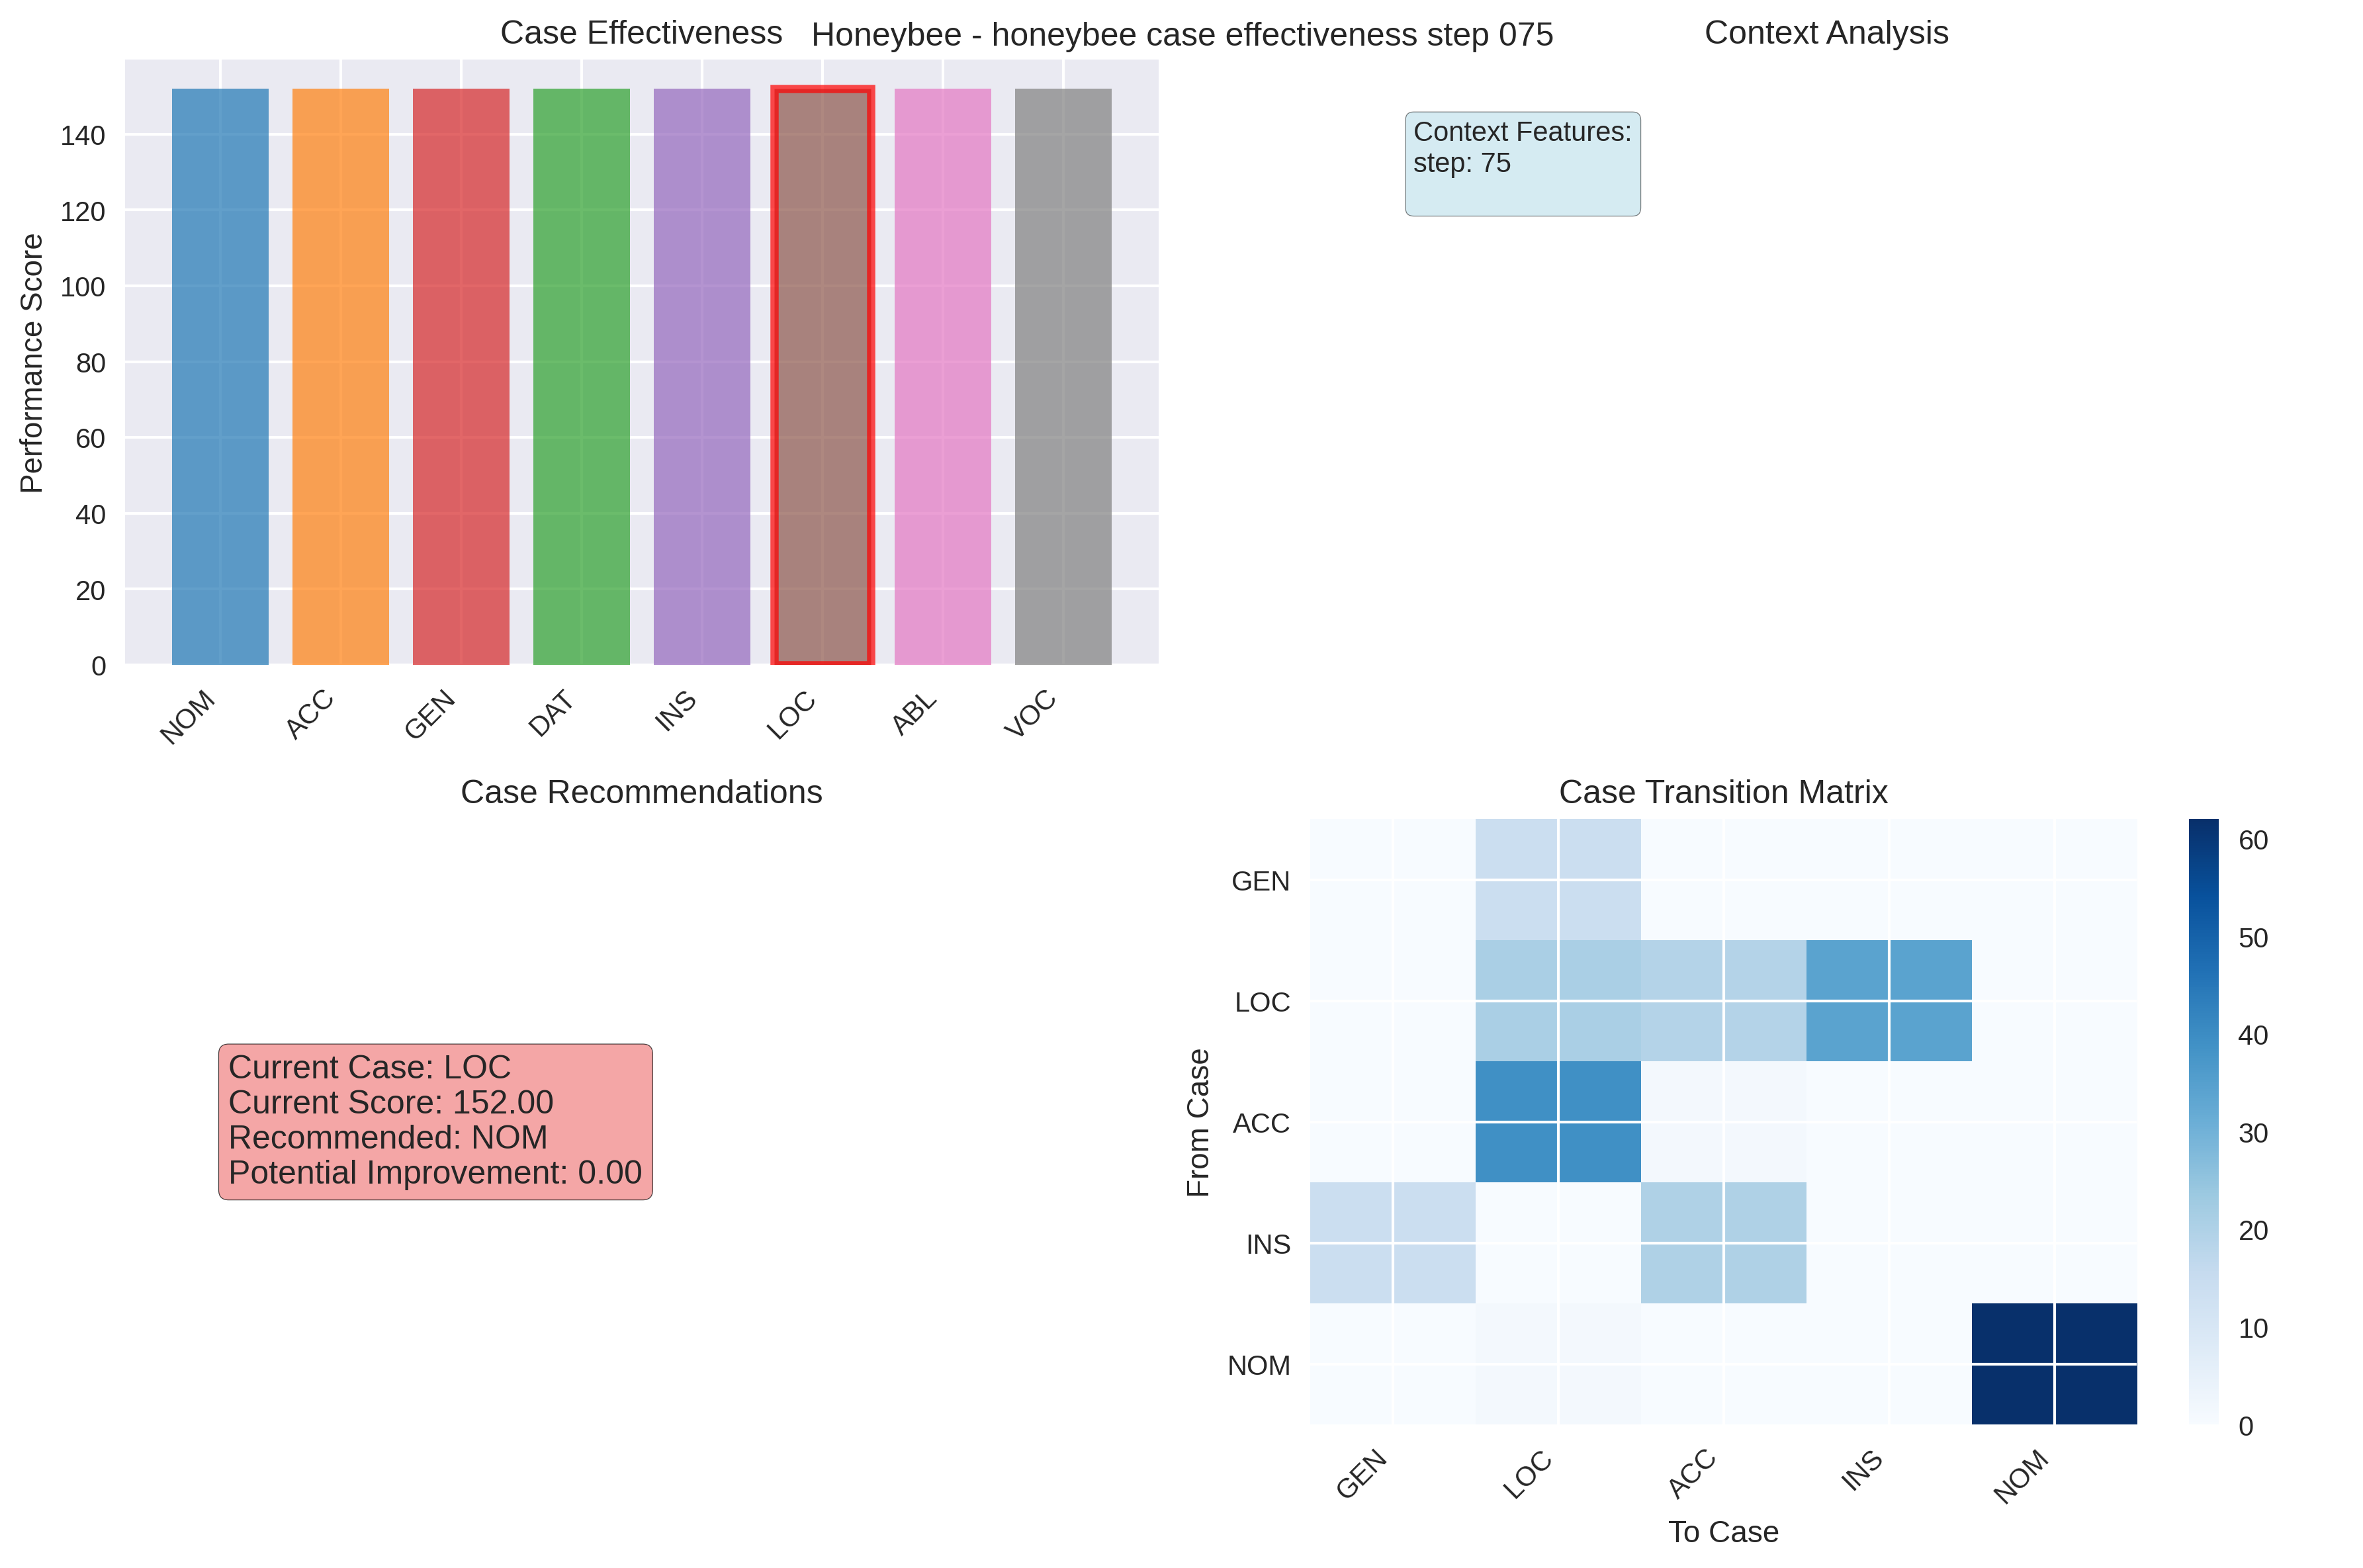 Honeybee - honeybee case effectiveness step 075
Case Effectiveness
Performance Score
140
120
100
80
60
40
20
0
NOM
ACC
GEN
DAT
INS
LOC
ABL
VOC
Context Analysis
Context Features:
step: 75
Case Recommendations
Current Case: LOC
Current Score: 152.00
Recommended: NOM
Potential Improvement: 0.00
Case Transition Matrix
From Case
GEN
LOC
ACC
INS
NOM
GEN
LOC
ACC
INS
NOM
To Case
60
50
40
30
20
10
0